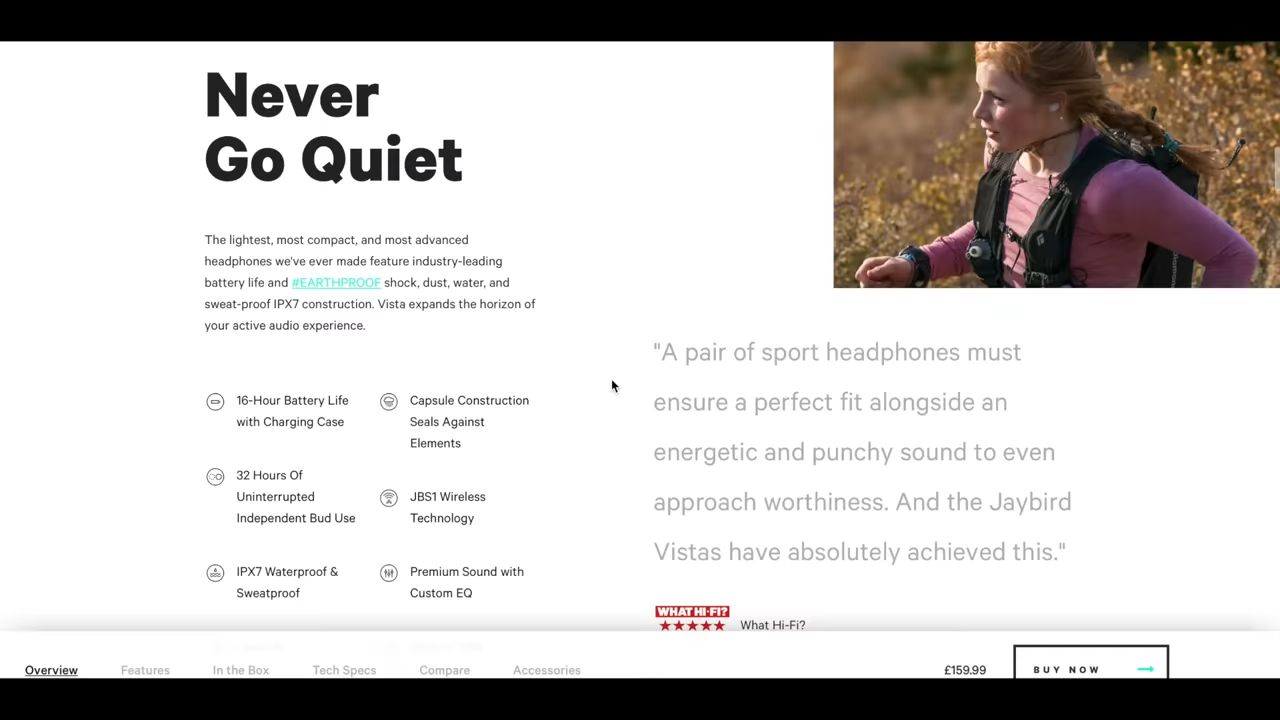 Never
Go Quiet
The lightest, most compact, and most advanced
headphones we've ever made feature industry-leading
battery life and #EARTHPROOF shock, dust, water, and
sweat-proof IPX7 construction. Vista expands the horizon of
your active audio experience.
16-Hour Battery Life
with Charging Case
32 Hours Of
Uninterrupted
Independent Bud Use
IPX7 Waterproof &
Sweatproof
Capsule Construction
Seals Against
Elements
JBS1 Wireless
Technology
Premium Sound with
Custom EQ
"A pair of sport headphones must
ensure a perfect fit alongside an
energetic and punchy sound to even
approach worthiness. And the Jaybird
Vistas have absolutely achieved this."
WHAT HI-FI?
What Hi-Fi?
Overview Features In the Box Tech Specs Compare Accessories £159.99 BUY NOW